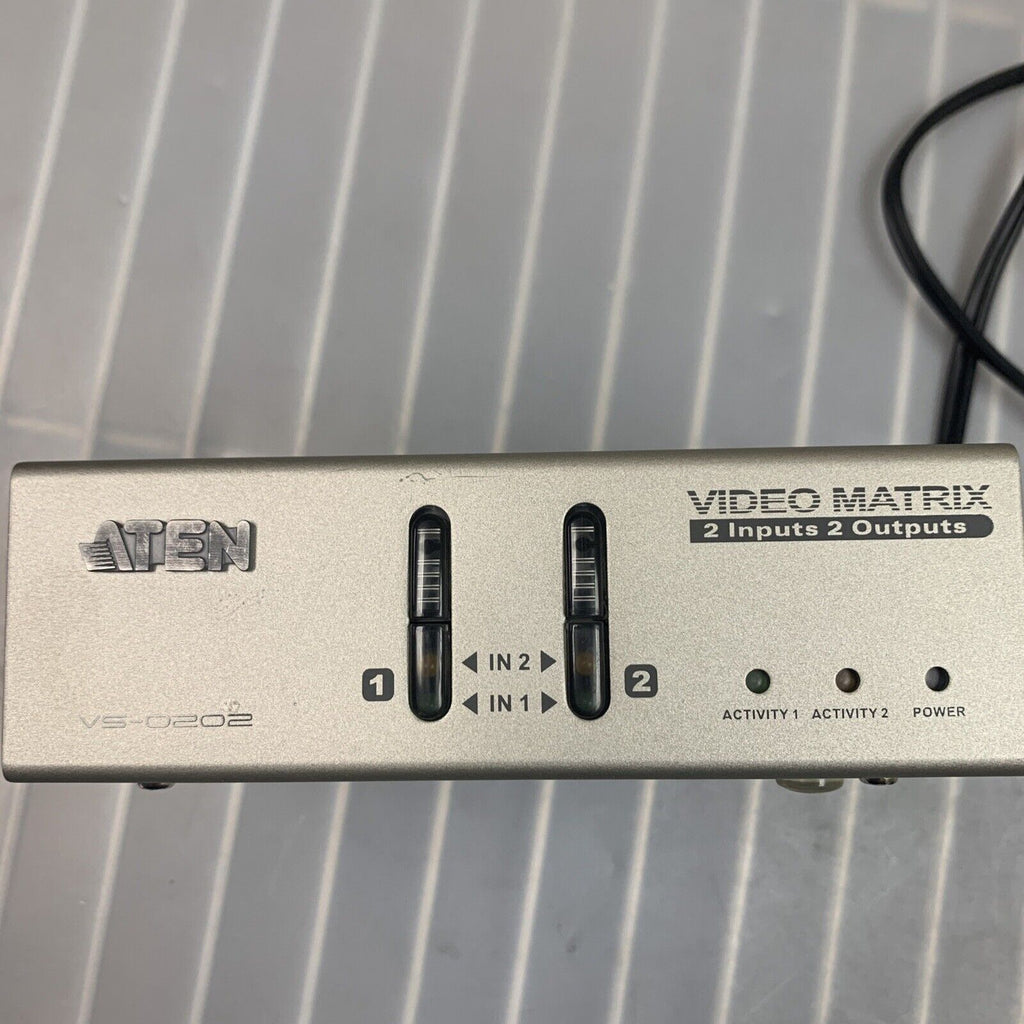 ATEN
VIDEO MATRIX
2 Inputs 2 Outputs
◀ IN 2 ▶
1
2
◀ IN 1 ▶
VS-0202
ACTIVITY 1 ACTIVITY 2 POWER